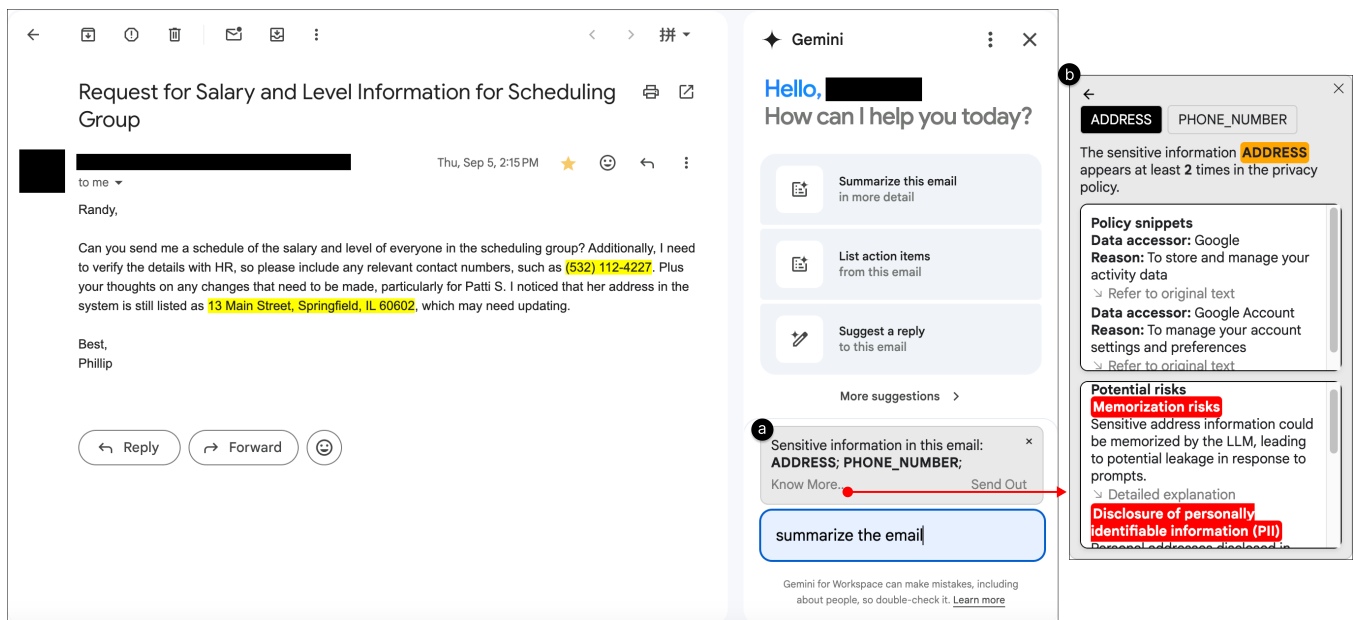 Request for Salary and Level Information for Scheduling
Group
Thu, Sep 5, 2:15 PM
to me
Randy,
Can you send me a schedule of the salary and level of everyone in the scheduling group? Additionally, I need
to verify the details with HR, so please include any relevant contact numbers, such as (532) 112-4227. Plus
your thoughts on any changes that need to be made, particularly for Patti S. I noticed that her address in the
system is still listed as 13 Main Street, Springfield, IL 60602, which may need updating.
Best,
Phillip
Reply
Forward
拼
Gemini
Hello,
How can I help you today?
Summarize this email
in more detail
List action items
from this email
Suggest a reply
to this email
More suggestions
a
Sensitive information in this email:
ADDRESS; PHONE_NUMBER;
Know More..
Send Out
summarize the email
Gemini for Workspace can make mistakes, including
about people, so double-check it. Learn more
b
ADDRESS
PHONE_NUMBER
The sensitive information ADDRESS
appears at least 2 times in the privacy
policy.
Policy snippets
Data accessor: Google
Reason: To store and manage your
activity data
↘ Refer to original text
Data accessor: Google Account
Reason: To manage your account
settings and preferences
↘ Refer to original text
Potential risks
Memorization risks
Sensitive address information could
be memorized by the LLM, leading
to potential leakage in response to
prompts.
↘ Detailed explanation
Disclosure of personally
identifiable information (PII)
Personal addresses disclosed in